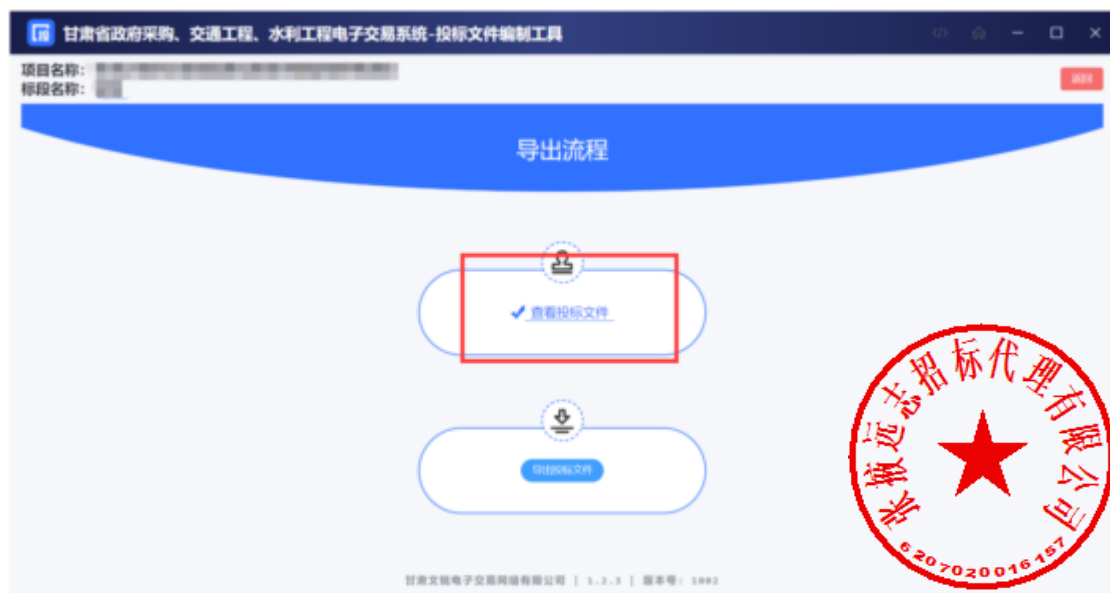 甘肃省政府采购、交通工程、水利工程电子交易系统-投标文件编制工具
项目名称：
标段名称：
返回
导出流程
查看投标文件
导出投标文件
张掖远志招标代理有限公司
6207020016157
甘肃文锐电子交易网络有限公司 | 1.2.3 | 版本号: 1002